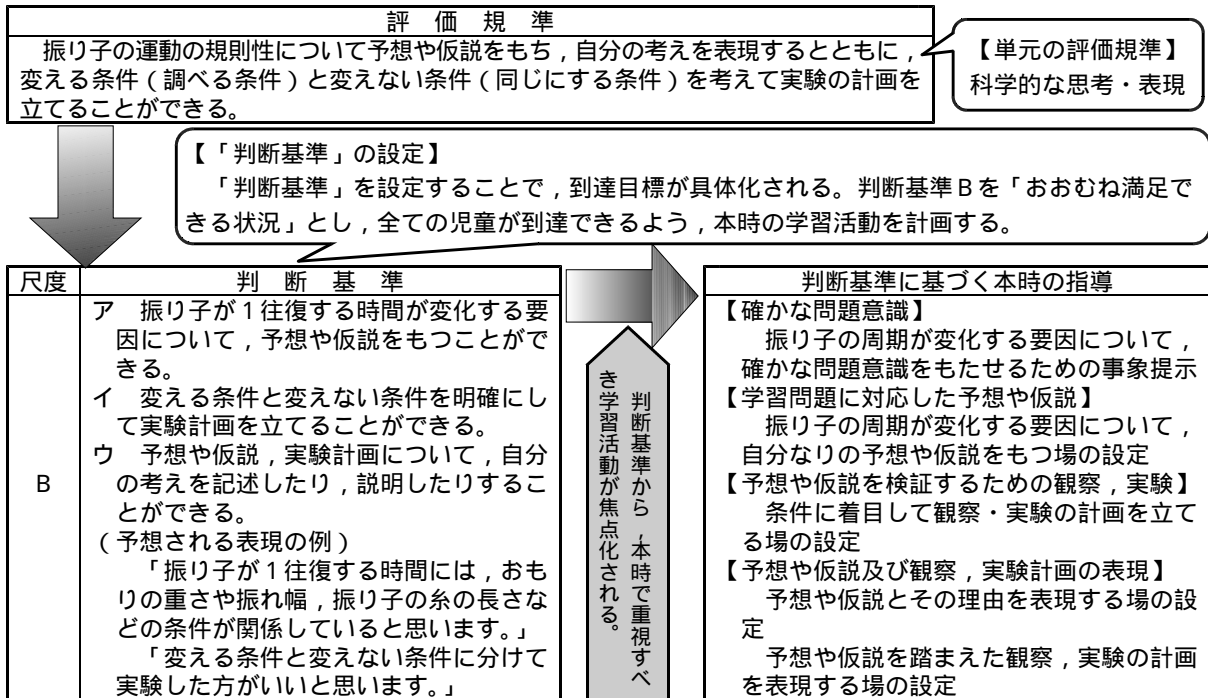 評価規準
振り子の運動の規則性について予想や仮説をもち，自分の考えを表現するとともに，
変える条件（調べる条件）と変えない条件（同じにする条件）を考えて実験の計画を
立てることができる。
【単元の評価規準】
科学的な思考・表現
【「判断基準」の設定】
「判断基準」を設定することで，到達目標が具体化される。判断基準Ｂを「おおむね満足で
きる状況」とし，全ての児童が到達できるよう，本時の学習活動を計画する。
尺度
判断基準
Ｂ
ア　振り子が１往復する時間が変化する要
因について，予想や仮説をもつことがで
きる。
イ　変える条件と変えない条件を明確にし
て実験計画を立てることができる。
ウ　予想や仮説，実験計画について，自分
の考えを記述したり，説明したりするこ
とができる。
（予想される表現の例）
「振り子が１往復する時間には，おも
りの重さや振れ幅，振り子の糸の長さな
どの条件が関係していると思います。」
「変える条件と変えない条件に分けて
実験した方がいいと思います。」
判断基準から，本時で重視すべ
き学習活動が焦点化される。
判断基準に基づく本時の指導
【確かな問題意識】
振り子の周期が変化する要因について，
確かな問題意識をもたせるための事象提示
【学習問題に対応した予想や仮説】
振り子の周期が変化する要因について，
自分なりの予想や仮説をもつ場の設定
【予想や仮説を検証するための観察，実験】
条件に着目して観察・実験の計画を立て
る場の設定
【予想や仮説及び観察，実験計画の表現】
予想や仮説とその理由を表現する場の設
定
予想や仮説を踏まえた観察，実験の計画
を表現する場の設定